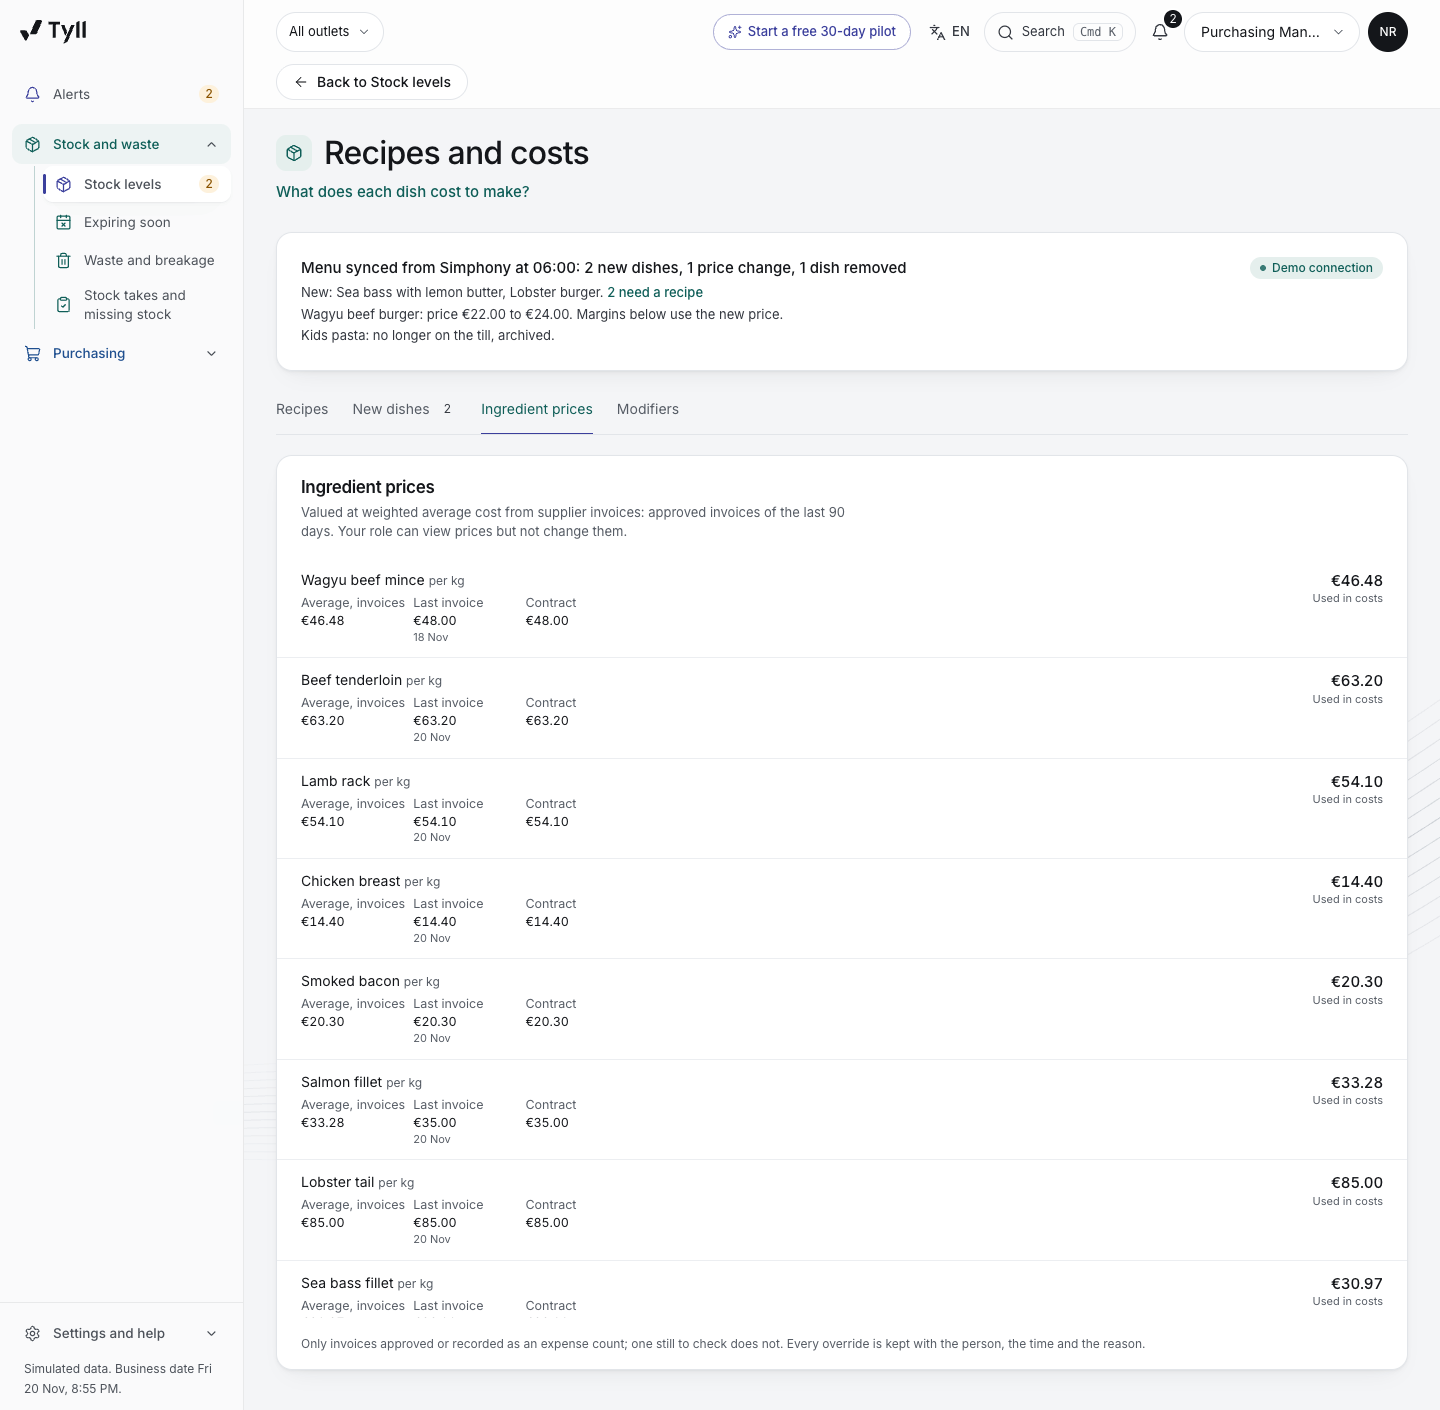 Tyll
Alerts 2
Stock and waste
Stock levels 2
Expiring soon
Waste and breakage
Stock takes and
missing stock
Purchasing
Settings and help
Simulated data. Business date Fri
20 Nov, 8:55 PM.
All outlets
Start a free 30-day pilot
EN
Search Cmd K
2
Purchasing Man...
NR
Back to Stock levels
Recipes and costs
What does each dish cost to make?
Menu synced from Simphony at 06:00: 2 new dishes, 1 price change, 1 dish removed
Demo connection
New: Sea bass with lemon butter, Lobster burger. 2 need a recipe
Wagyu beef burger: price €22.00 to €24.00. Margins below use the new price.
Kids pasta: no longer on the till, archived.
Recipes New dishes 2 Ingredient prices Modifiers
Ingredient prices
Valued at weighted average cost from supplier invoices: approved invoices of the last 90
days. Your role can view prices but not change them.
Wagyu beef mince per kg €46.48
Used in costs
Average, invoices Last invoice Contract
€46.48 €48.00 €48.00
18 Nov
Beef tenderloin per kg €63.20
Used in costs
Average, invoices Last invoice Contract
€63.20 €63.20 €63.20
20 Nov
Lamb rack per kg €54.10
Used in costs
Average, invoices Last invoice Contract
€54.10 €54.10 €54.10
20 Nov
Chicken breast per kg €14.40
Used in costs
Average, invoices Last invoice Contract
€14.40 €14.40 €14.40
20 Nov
Smoked bacon per kg €20.30
Used in costs
Average, invoices Last invoice Contract
€20.30 €20.30 €20.30
20 Nov
Salmon fillet per kg €33.28
Used in costs
Average, invoices Last invoice Contract
€33.28 €35.00 €35.00
20 Nov
Lobster tail per kg €85.00
Used in costs
Average, invoices Last invoice Contract
€85.00 €85.00 €85.00
20 Nov
Sea bass fillet per kg €30.97
Used in costs
Average, invoices Last invoice Contract
Only invoices approved or recorded as an expense count; one still to check does not. Every override is kept with the person, the time and the reason.